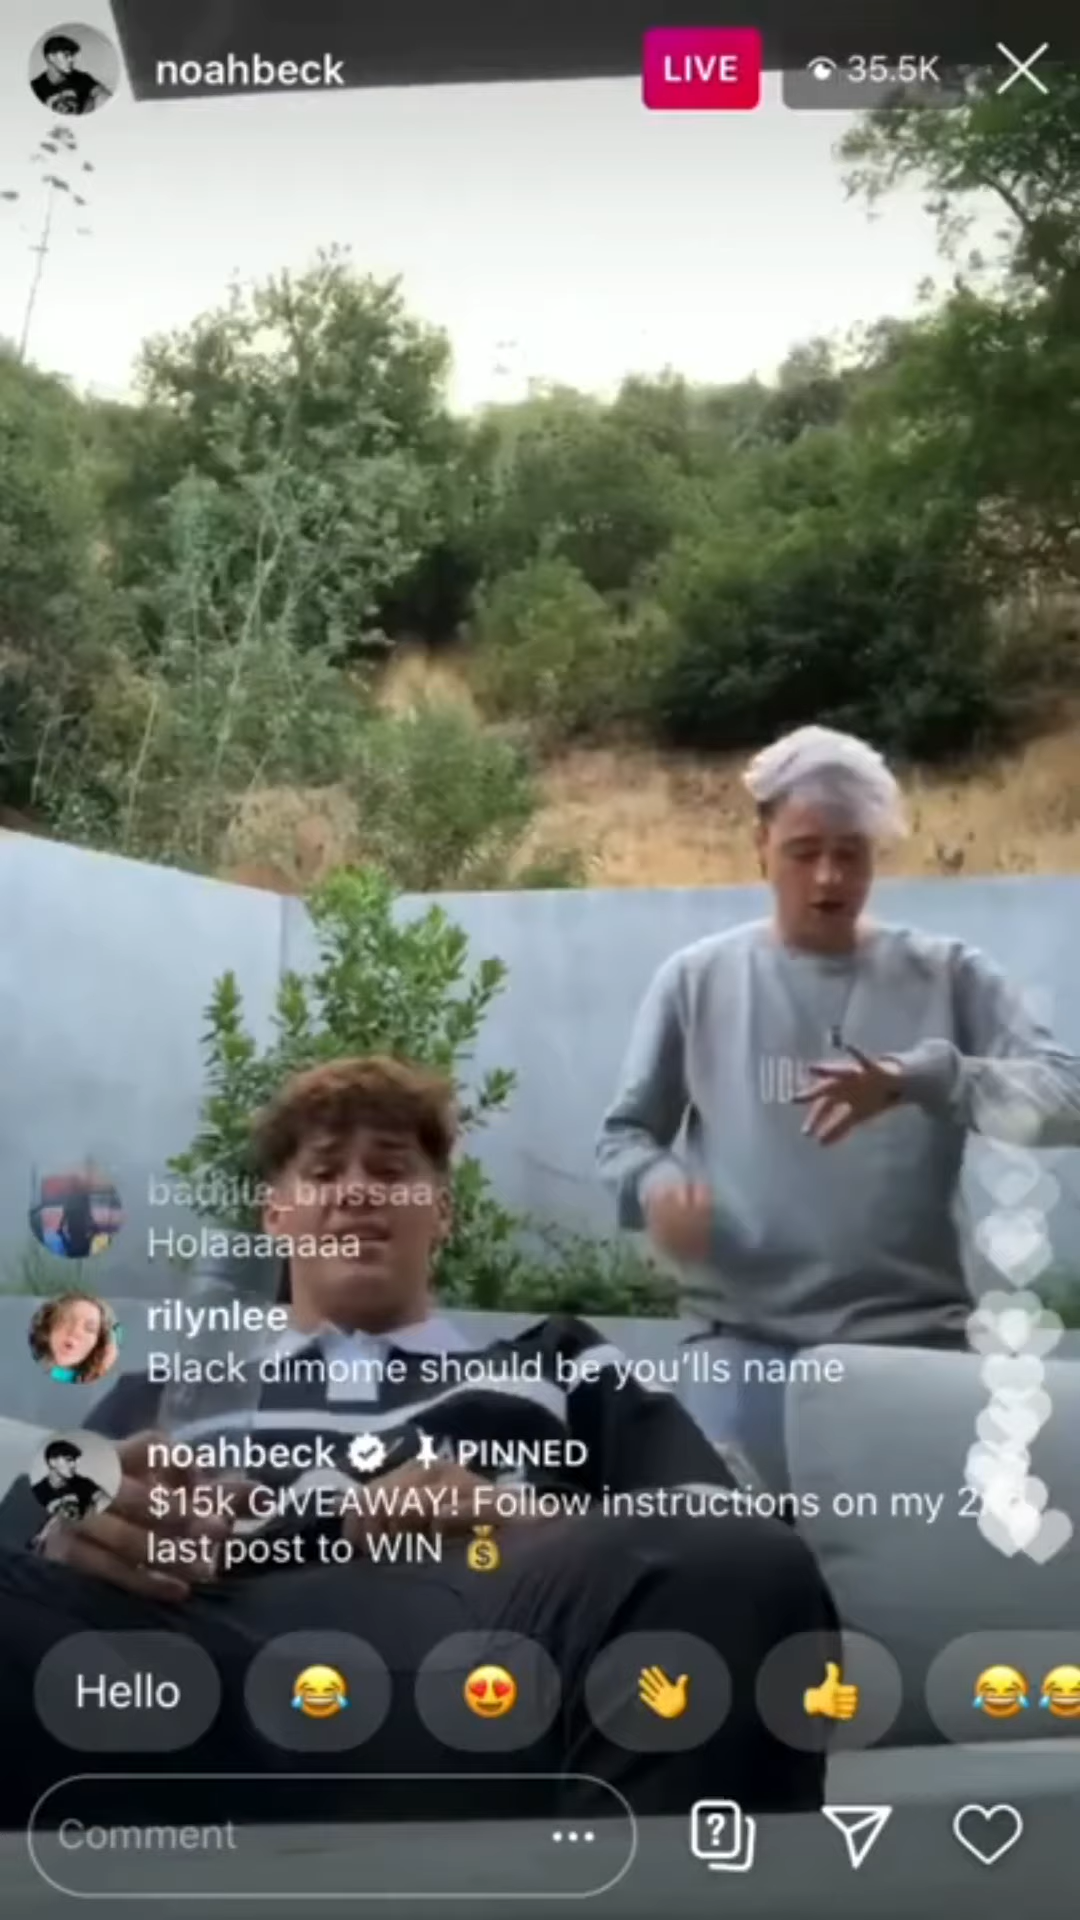 noahbeck
LIVE
35.5K
Holaaaaaaa
rilynlee
Black dimome should be you'lls name
noahbeck PINNED
$15k GIVEAWAY! Follow instructions on my
last post to WIN 💰
Hello 😂 😍 👋 👍 😂😂
Comment